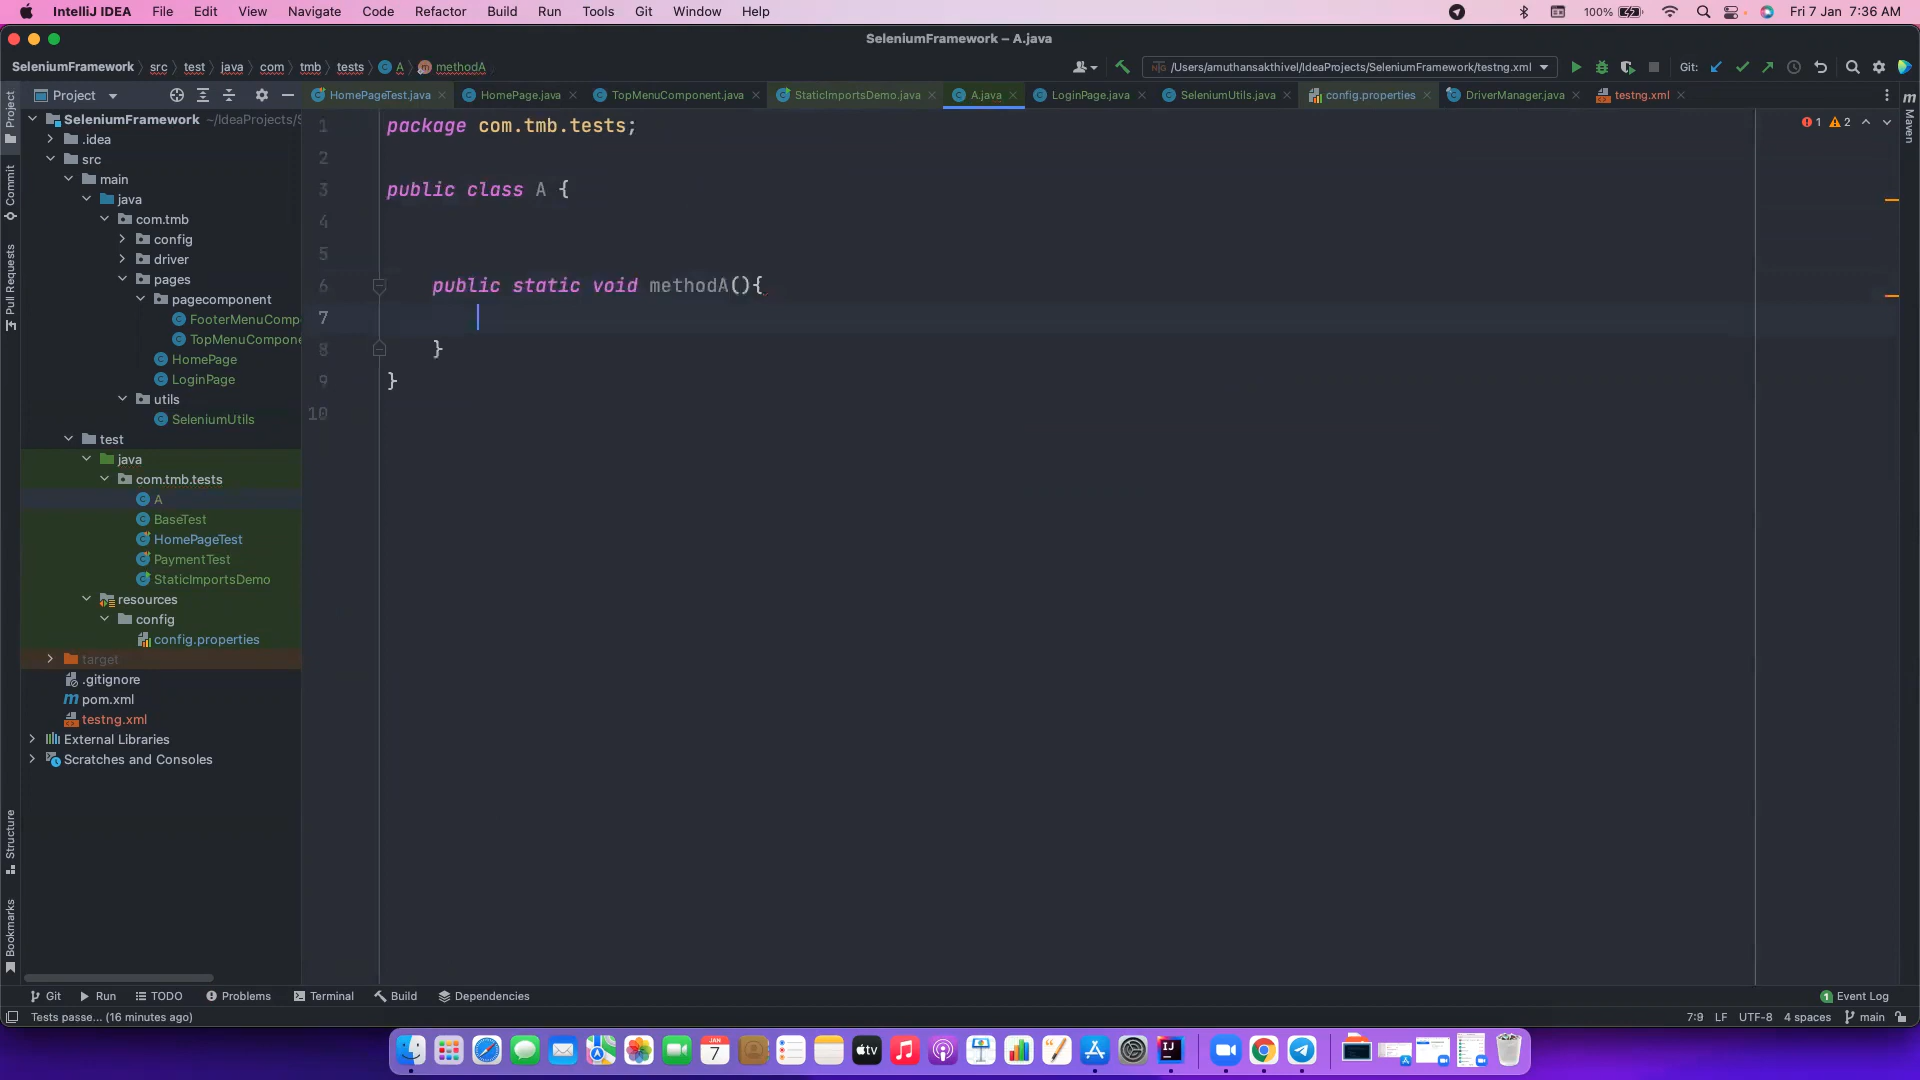 IntelliJ IDEA File Edit View Navigate Code Refactor Build Run Tools Git Window Help 100% Fri 7 Jan 7:36 AM
SeleniumFramework – A.java
SeleniumFramework src test java com tmb tests A methodA /Users/amuthansakthivel/IdeaProjects/SeleniumFramework/testng.xml Git:
Project HomePageTest.java HomePage.java TopMenuComponent.java StaticImportsDemo.java A.java LoginPage.java SeleniumUtils.java config.properties DriverManager.java testng.xml
Project
Commit
Pull Requests
Structure
Bookmarks
m Maven
SeleniumFramework ~/IdeaProjects/S
.idea
src
main
java
com.tmb
config
driver
pages
pagecomponent
FooterMenuComp
TopMenuCompone
HomePage
LoginPage
utils
SeleniumUtils
test
java
com.tmb.tests
A
BaseTest
HomePageTest
PaymentTest
StaticImportsDemo
resources
config
config.properties
target
.gitignore
pom.xml
testng.xml
External Libraries
Scratches and Consoles
1 package com.tmb.tests;
2
3 public class A {
4
5
6 public static void methodA(){
7
8 }
9 }
10
1 2
Git Run TODO Problems Terminal Build Dependencies 1 Event Log
Tests passe... (16 minutes ago) 7:9 LF UTF-8 4 spaces main
JAN
7
tv
IJ